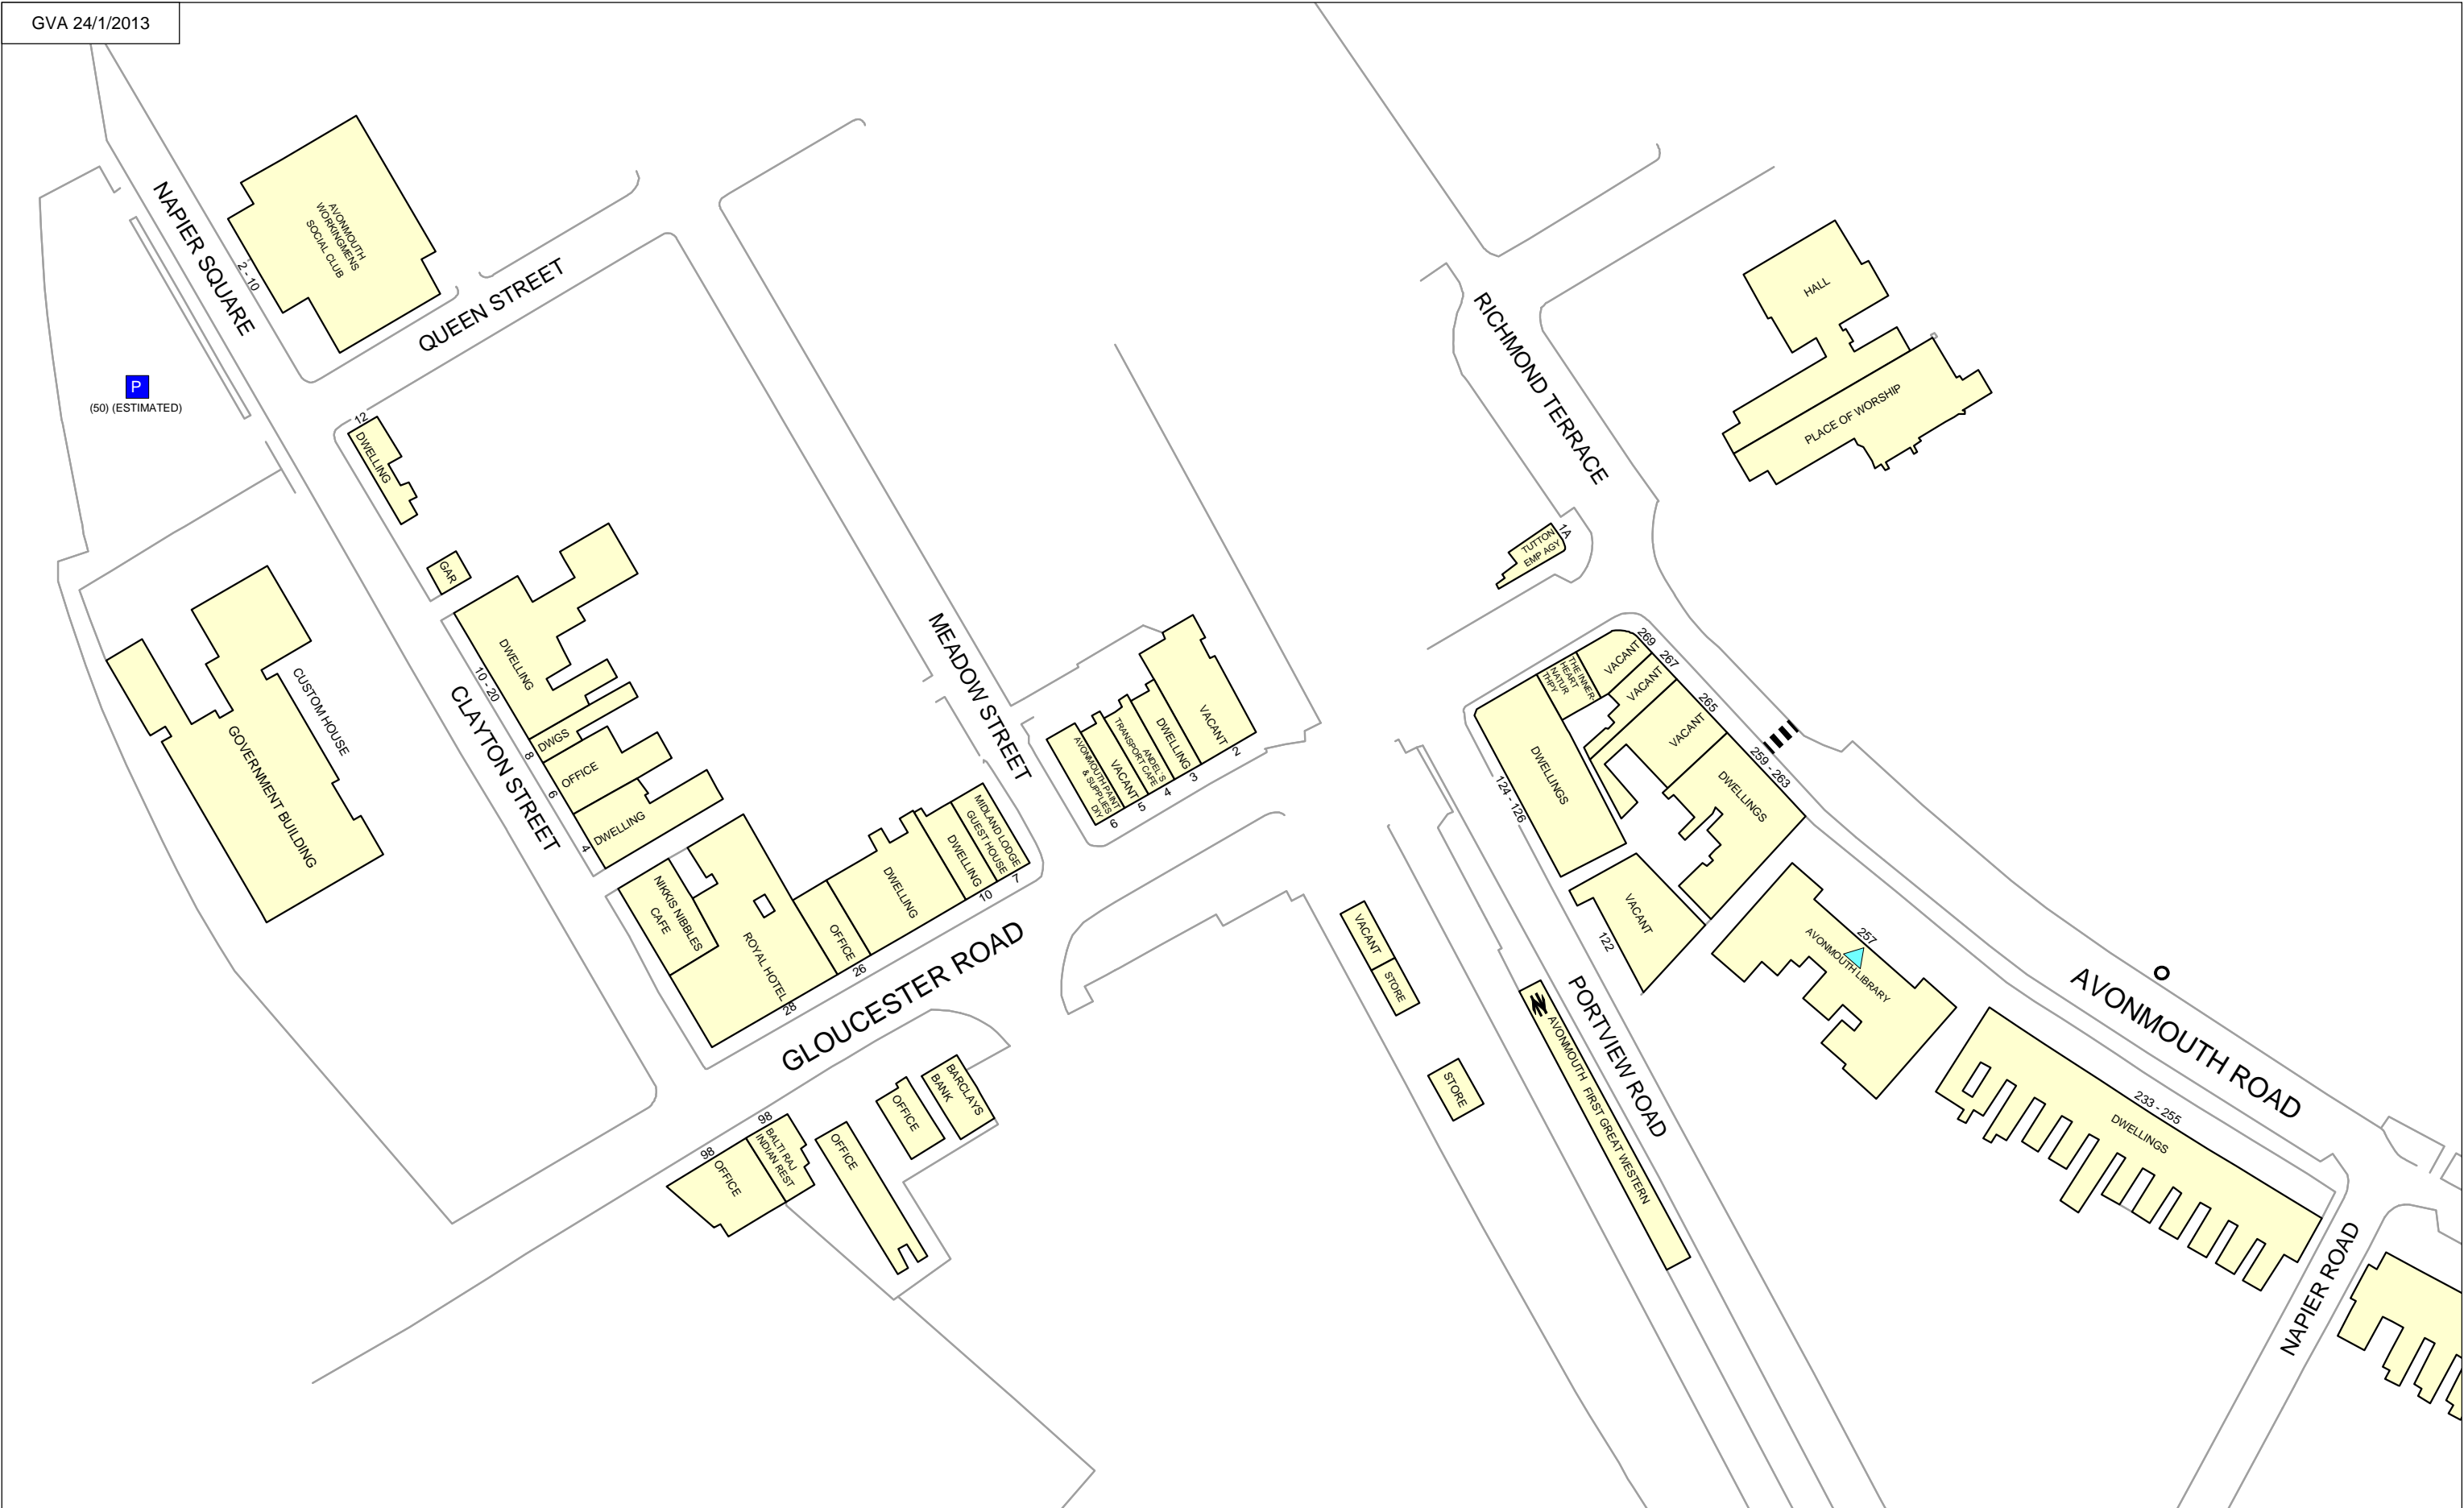 GVA 24/1/2013
NAPIER SQUARE
2 - 10
AVONMOUTH
WORKINGMENS
SOCIAL CLUB
QUEEN STREET
P
(50) (ESTIMATED)
12
DWELLING
GAR
DWELLING
10 - 20
CLAYTON STREET
CUSTOM HOUSE
GOVERNMENT BUILDING
DWGS
8
OFFICE
6
DWELLING
4
NIKKIS NIBBLES
CAFE
ROYAL HOTEL
28
OFFICE
26
DWELLING
DWELLING
10
MIDLAND LODGE
GUEST HOUSE
7
GLOUCESTER ROAD
MEADOW STREET
AVONMOUTH PAINT
& SUPPLIES
DIY
6
VACANT
5
ANDEL'S
TRANSPORT CAFE
4
DWELLING
3
VACANT
2
98
OFFICE
98
BALTI RAJ
INDIAN REST
OFFICE
OFFICE
BARCLAYS
BANK
RICHMOND TERRACE
HALL
PLACE OF WORSHIP
1A
TUTTON
EMP AGY
THE INNER-
HEART
NATUR
THPY
VACANT
269
VACANT
267
VACANT
265
DWELLINGS
259 - 263
DWELLINGS
124 - 126
VACANT
122
257
AVONMOUTH LIBRARY
VACANT
STORE
STORE
AVONMOUTH FIRST GREAT WESTERN
PORTVIEW ROAD
AVONMOUTH ROAD
233 - 255
DWELLINGS
NAPIER ROAD